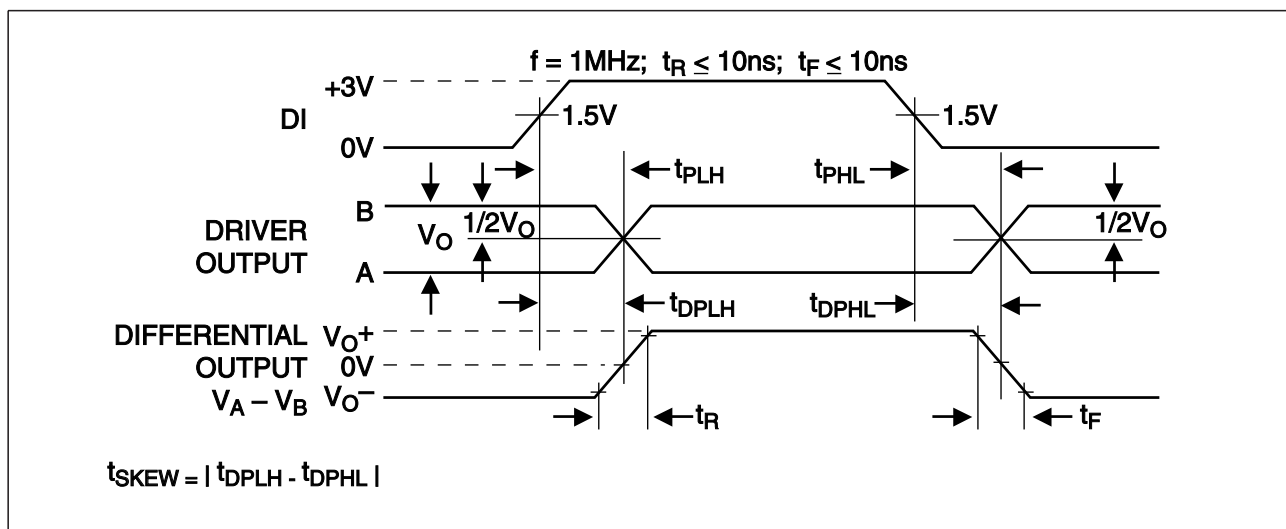 f = 1MHz; tR ≤ 10ns; tF ≤ 10ns
+3V
DI
1.5V
1.5V
0V
tPLH
tPHL
B
DRIVER
OUTPUT
VO
1/2VO
1/2VO
A
tDPLH
tDPHL
DIFFERENTIAL
OUTPUT
VA – VB
VO+
0V
VO–
tR
tF
tSKEW = | tDPLH - tDPHL |